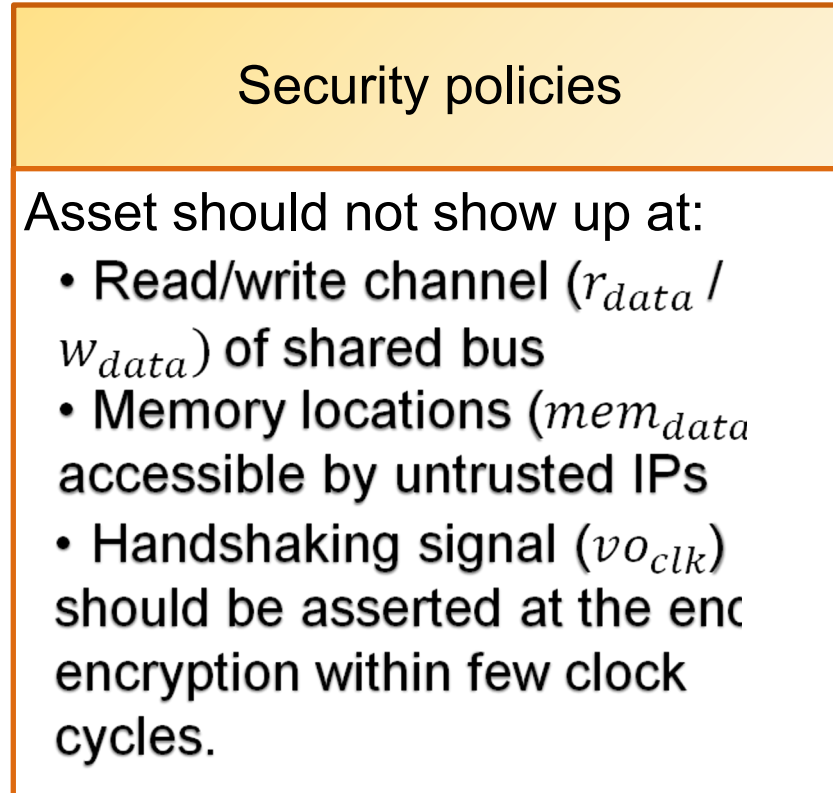 Security policies
Asset should not show up at:
• Read/write channel (r_data /
w_data) of shared bus
• Memory locations (mem_data
accessible by untrusted IPs
• Handshaking signal (vo_clk)
should be asserted at the
encryption within few clock
cycles.